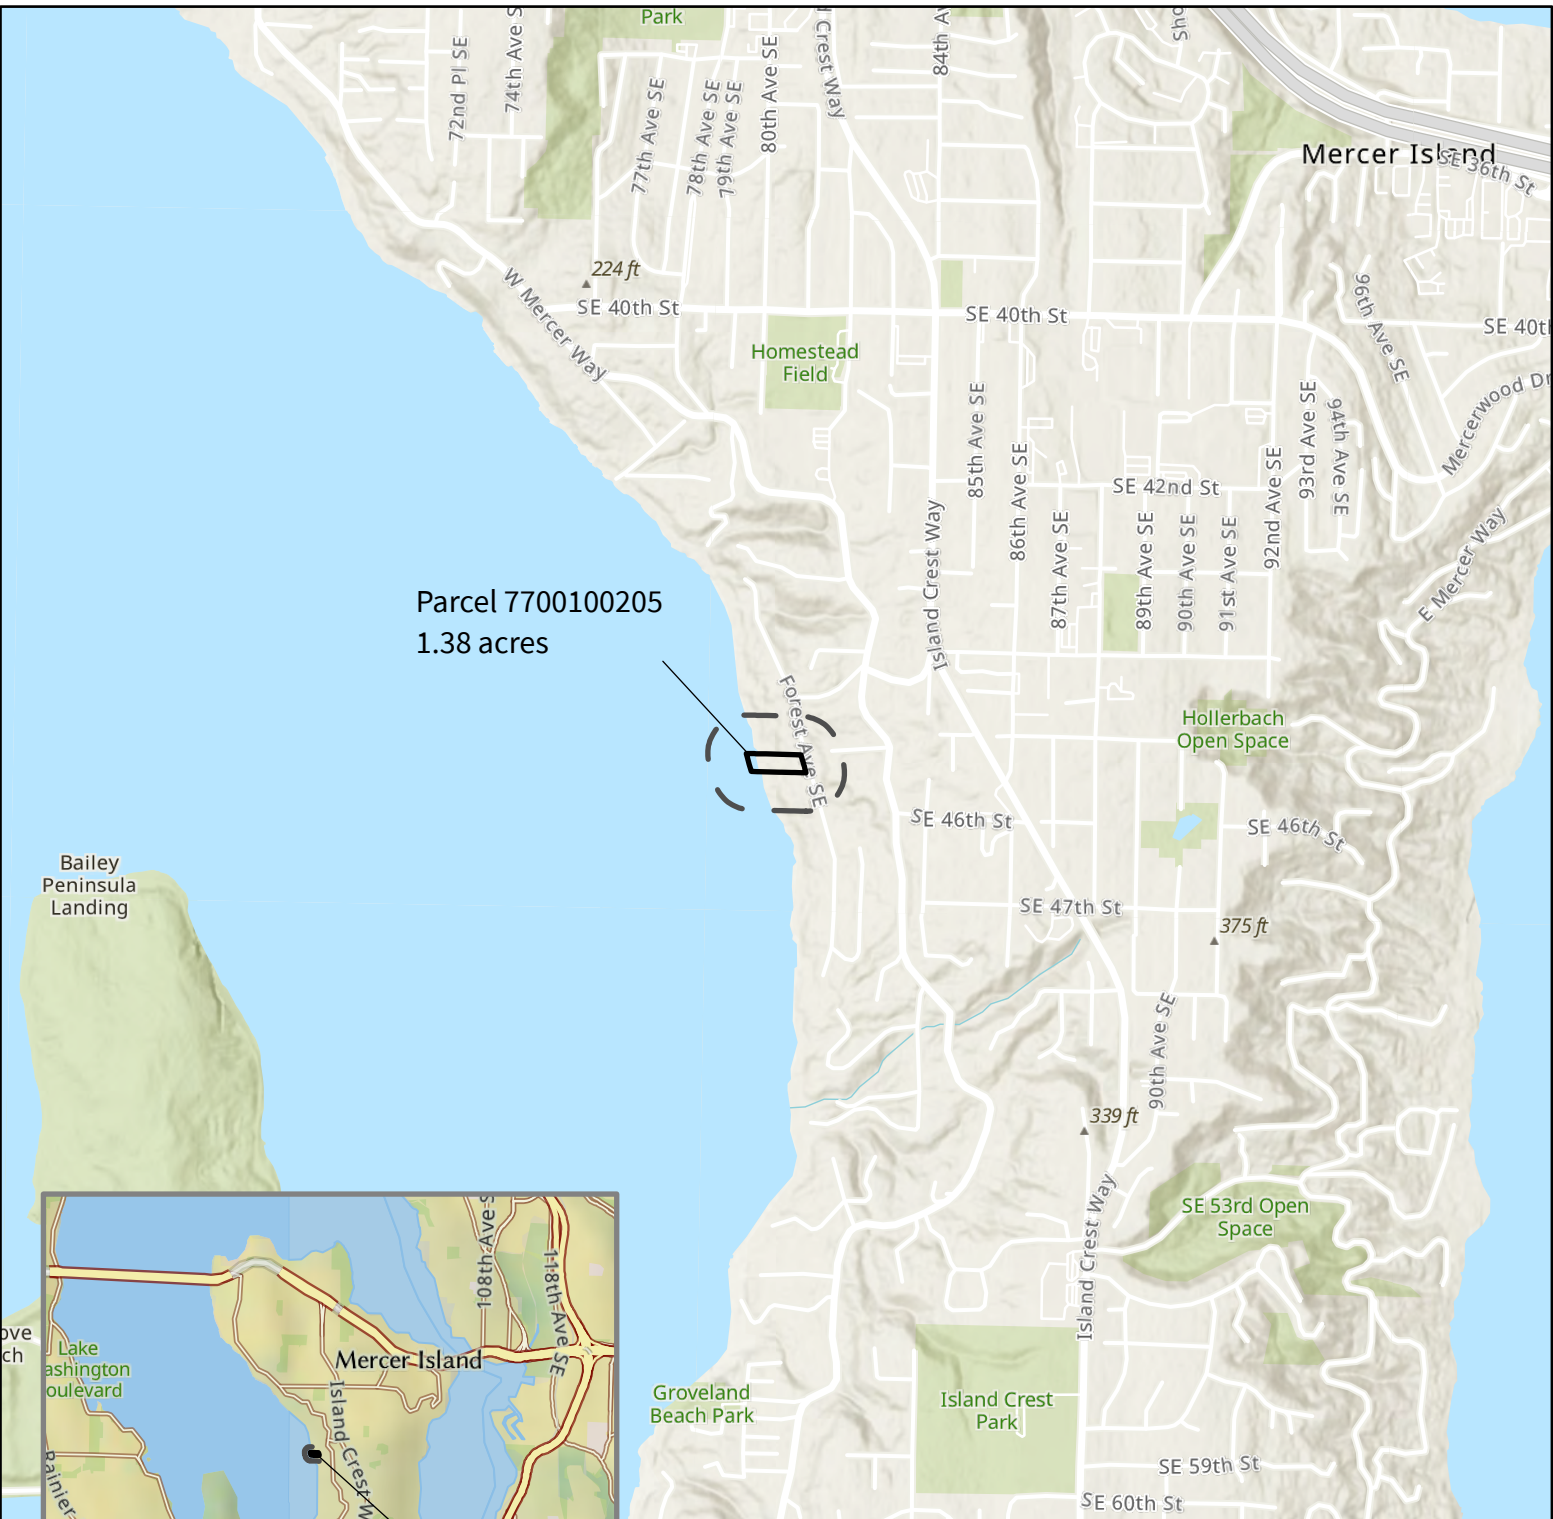 Park
72nd Pl SE
74th Ave S
77th Ave SE
78th Ave SE
79th Ave SE
80th Ave SE
Crest Way
84th Av
Sho
Mercer Island
SE 36th St
224 ft
W Mercer Way
SE 40th St
SE 40th St
SE 40t
96th Ave SE
Homestead
Field
85th Ave SE
86th Ave SE
87th Ave SE
SE 42nd St
89th Ave SE
90th Ave SE
91st Ave SE
92nd Ave SE
93rd Ave SE
94th Ave SE
Mercerwood Dr
E Mercer Way
Island Crest Way
Parcel 7700100205
1.38 acres
Forest Ave SE
Hollerbach
Open Space
SE 46th St
SE 46th St
Bailey
Peninsula
Landing
SE 47th St
375 ft
90th Ave SE
339 ft
Island Crest Way
SE 53rd Open
Space
Groveland
Beach Park
Island Crest
Park
SE 59th St
SE 60th St
ove
ch
Lake
ashington
oulevard
Rainier
Mercer Island
Island Crest W
108th Ave S
118th Ave SE